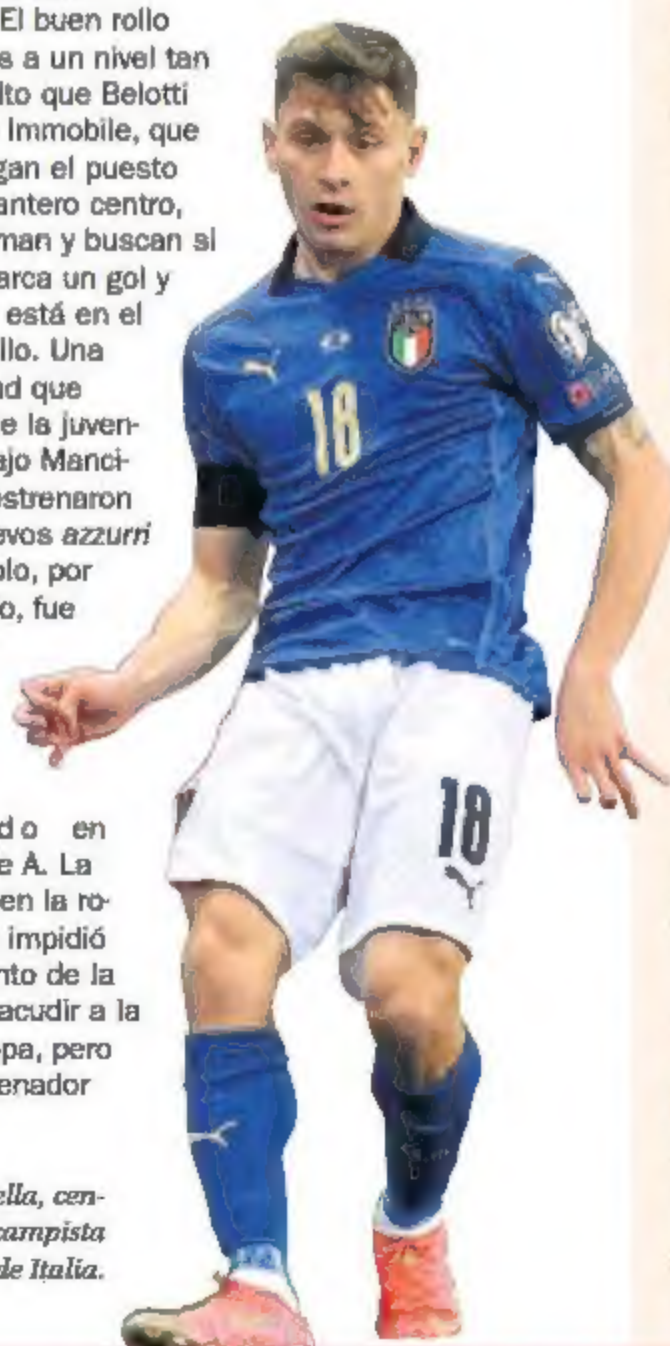 El buen rollo
s a un nivel tan
lto que Belotti
Immobile, que
gan el puesto
antero centro,
man y buscan si
arca un gol y
está en el
llo. Una
ad que
e la juven-
ajo Manci-
estrenaron
evos azzurri
olo, por
o, fue
18
18
do en
e A. La
en la ro-
impidió
nto de la
acudir a la
pa, pero
enador
ella, cen-
campista
de Italia.